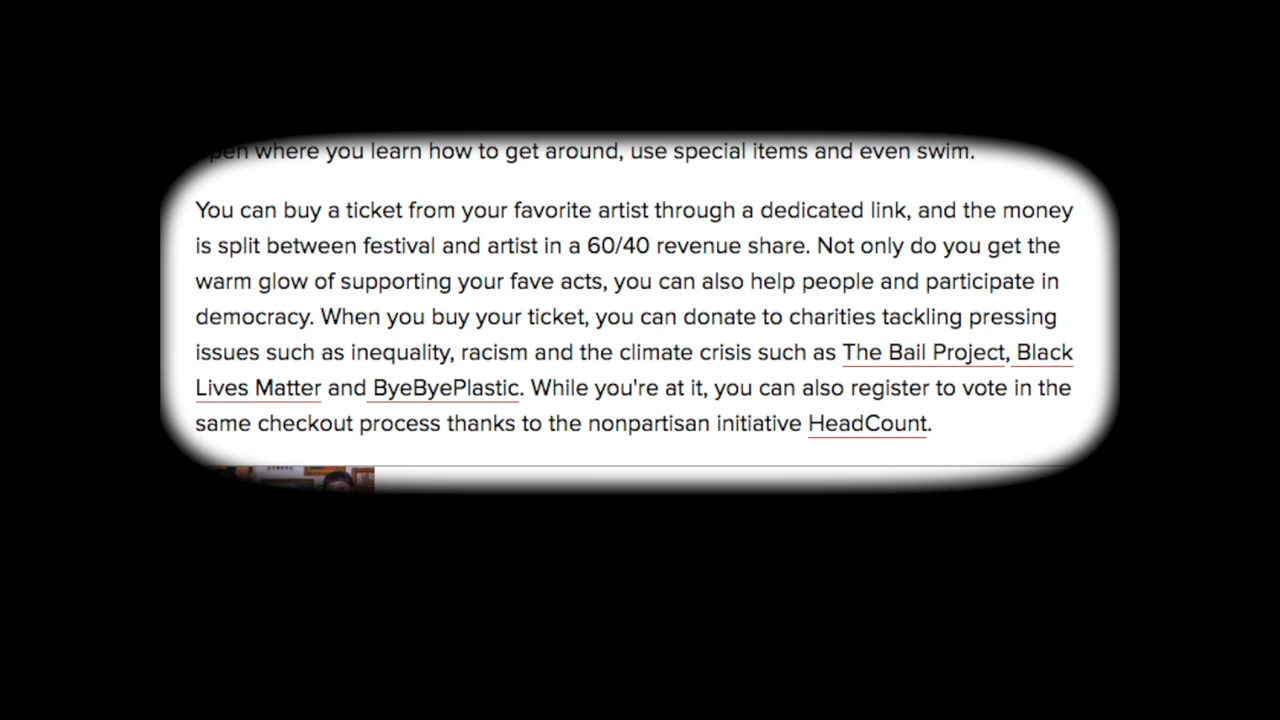 pen where you learn how to get around, use special items and even swim.
You can buy a ticket from your favorite artist through a dedicated link, and the money
is split between festival and artist in a 60/40 revenue share. Not only do you get the
warm glow of supporting your fave acts, you can also help people and participate in
democracy. When you buy your ticket, you can donate to charities tackling pressing
issues such as inequality, racism and the climate crisis such as The Bail Project, Black
Lives Matter and ByeByePlastic. While you're at it, you can also register to vote in the
same checkout process thanks to the nonpartisan initiative HeadCount.